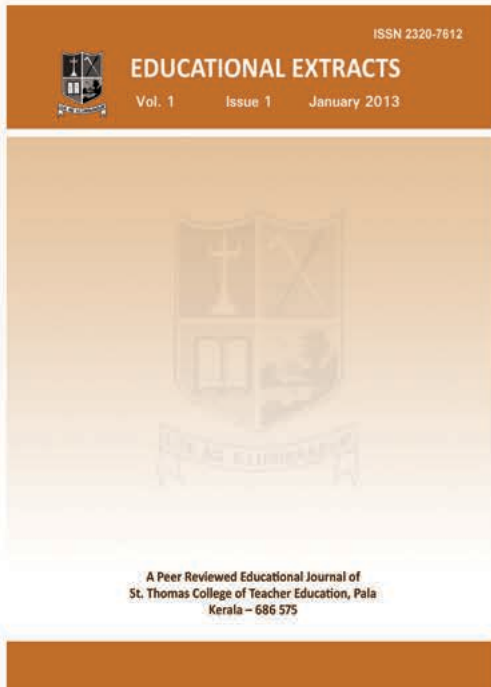 ISSN 2320-7612
EDUCATIONAL EXTRACTS
Vol. 1 Issue 1 January 2013
A Peer Reviewed Educational Journal of
St. Thomas College of Teacher Education, Pala
Kerala – 686 575